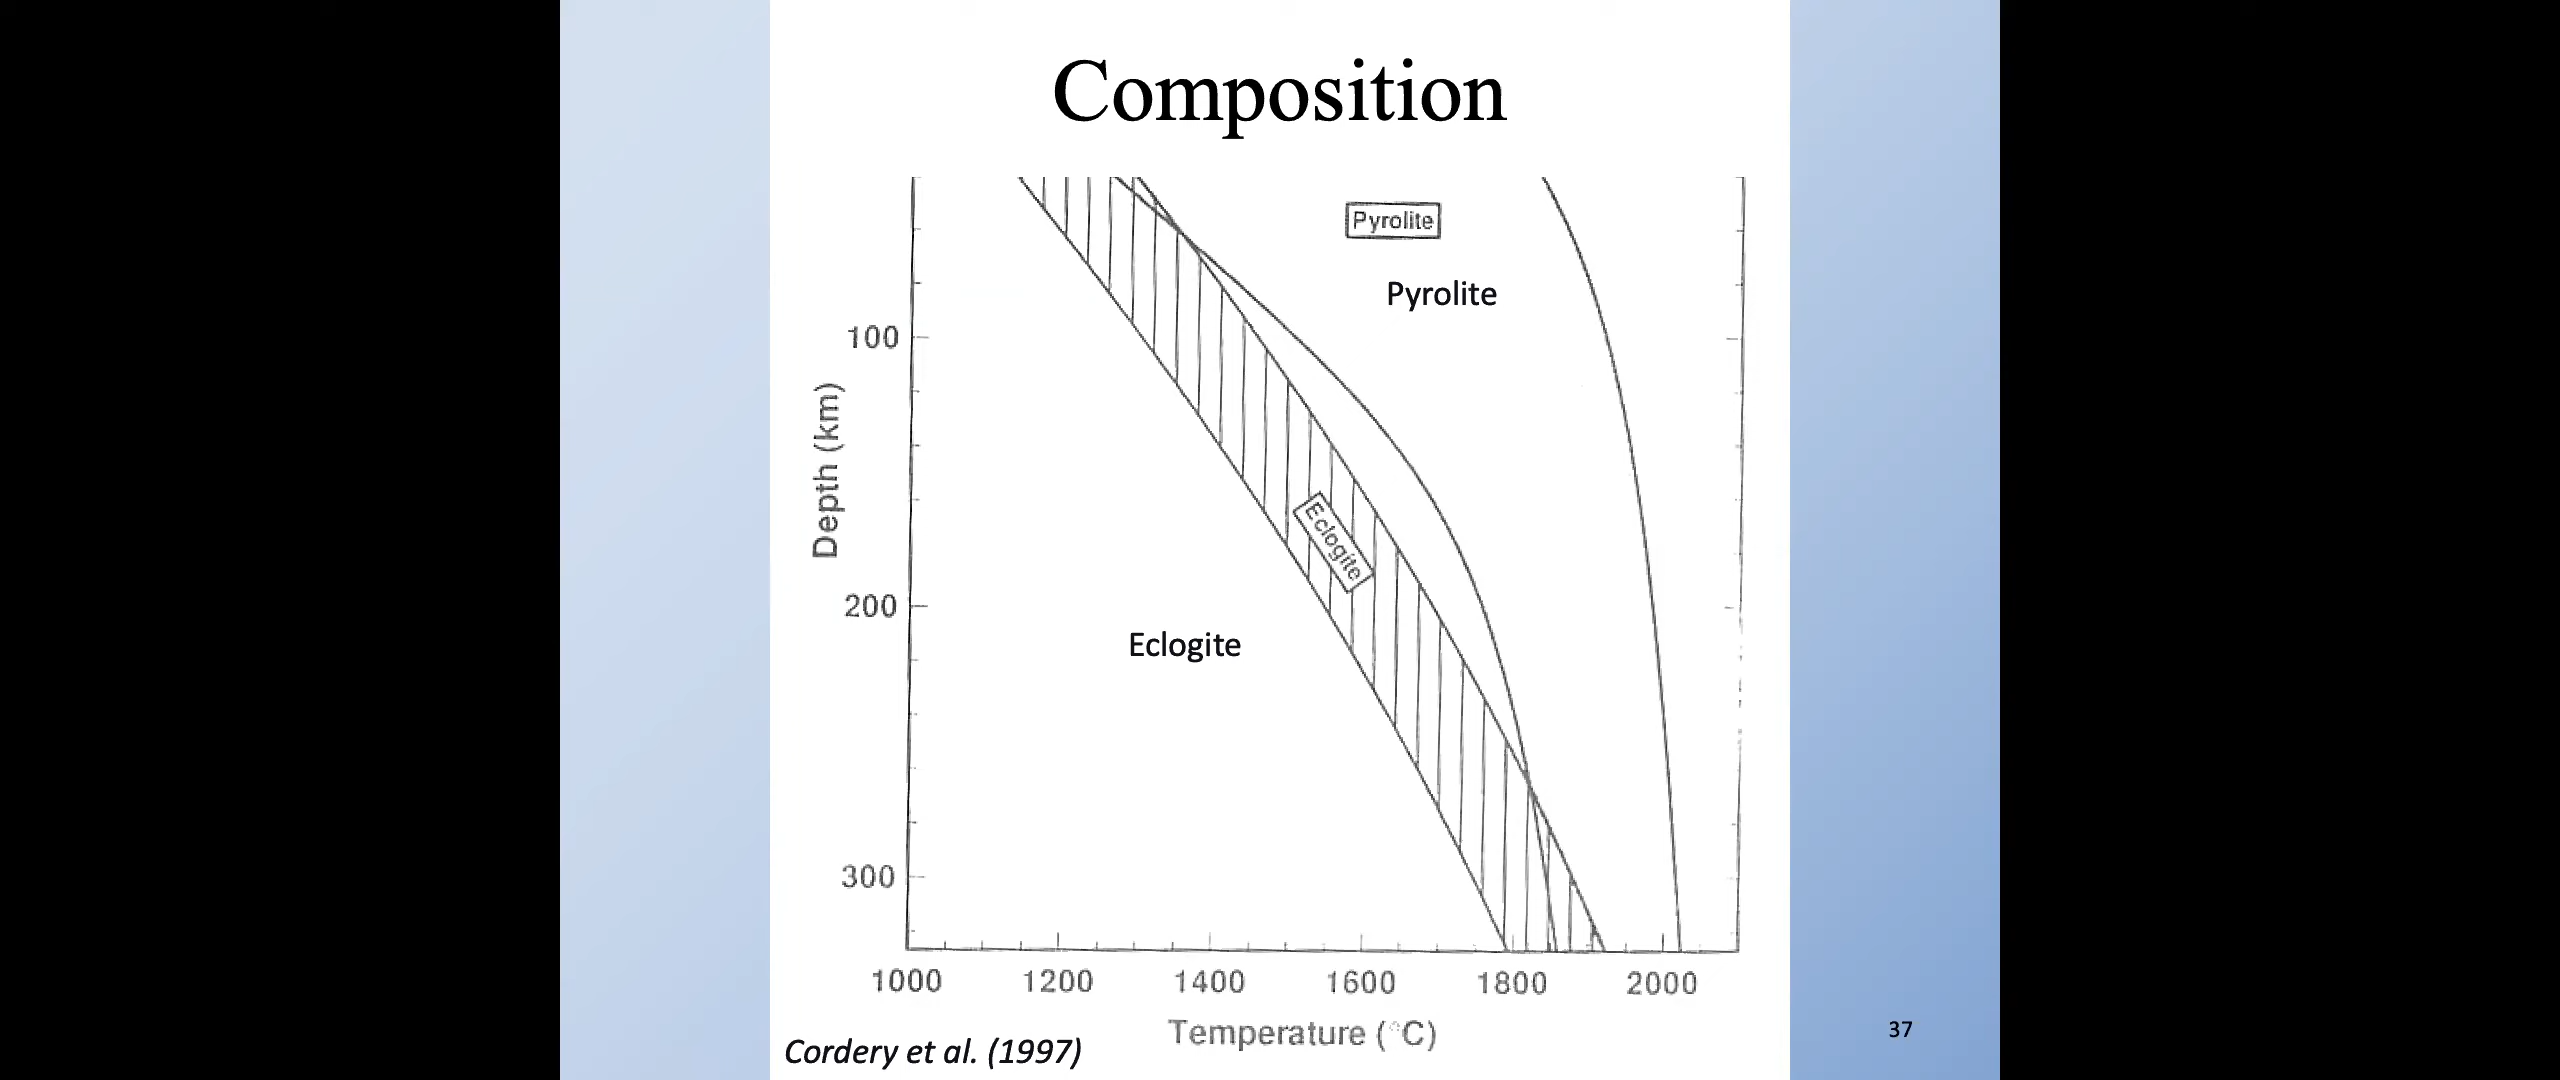 Composition
Pyrolite
Pyrolite
100
Depth (km)
Eclogite
200
Eclogite
300
1000 1200 1400 1600 1800 2000
Temperature (°C)
Cordery et al. (1997)
37